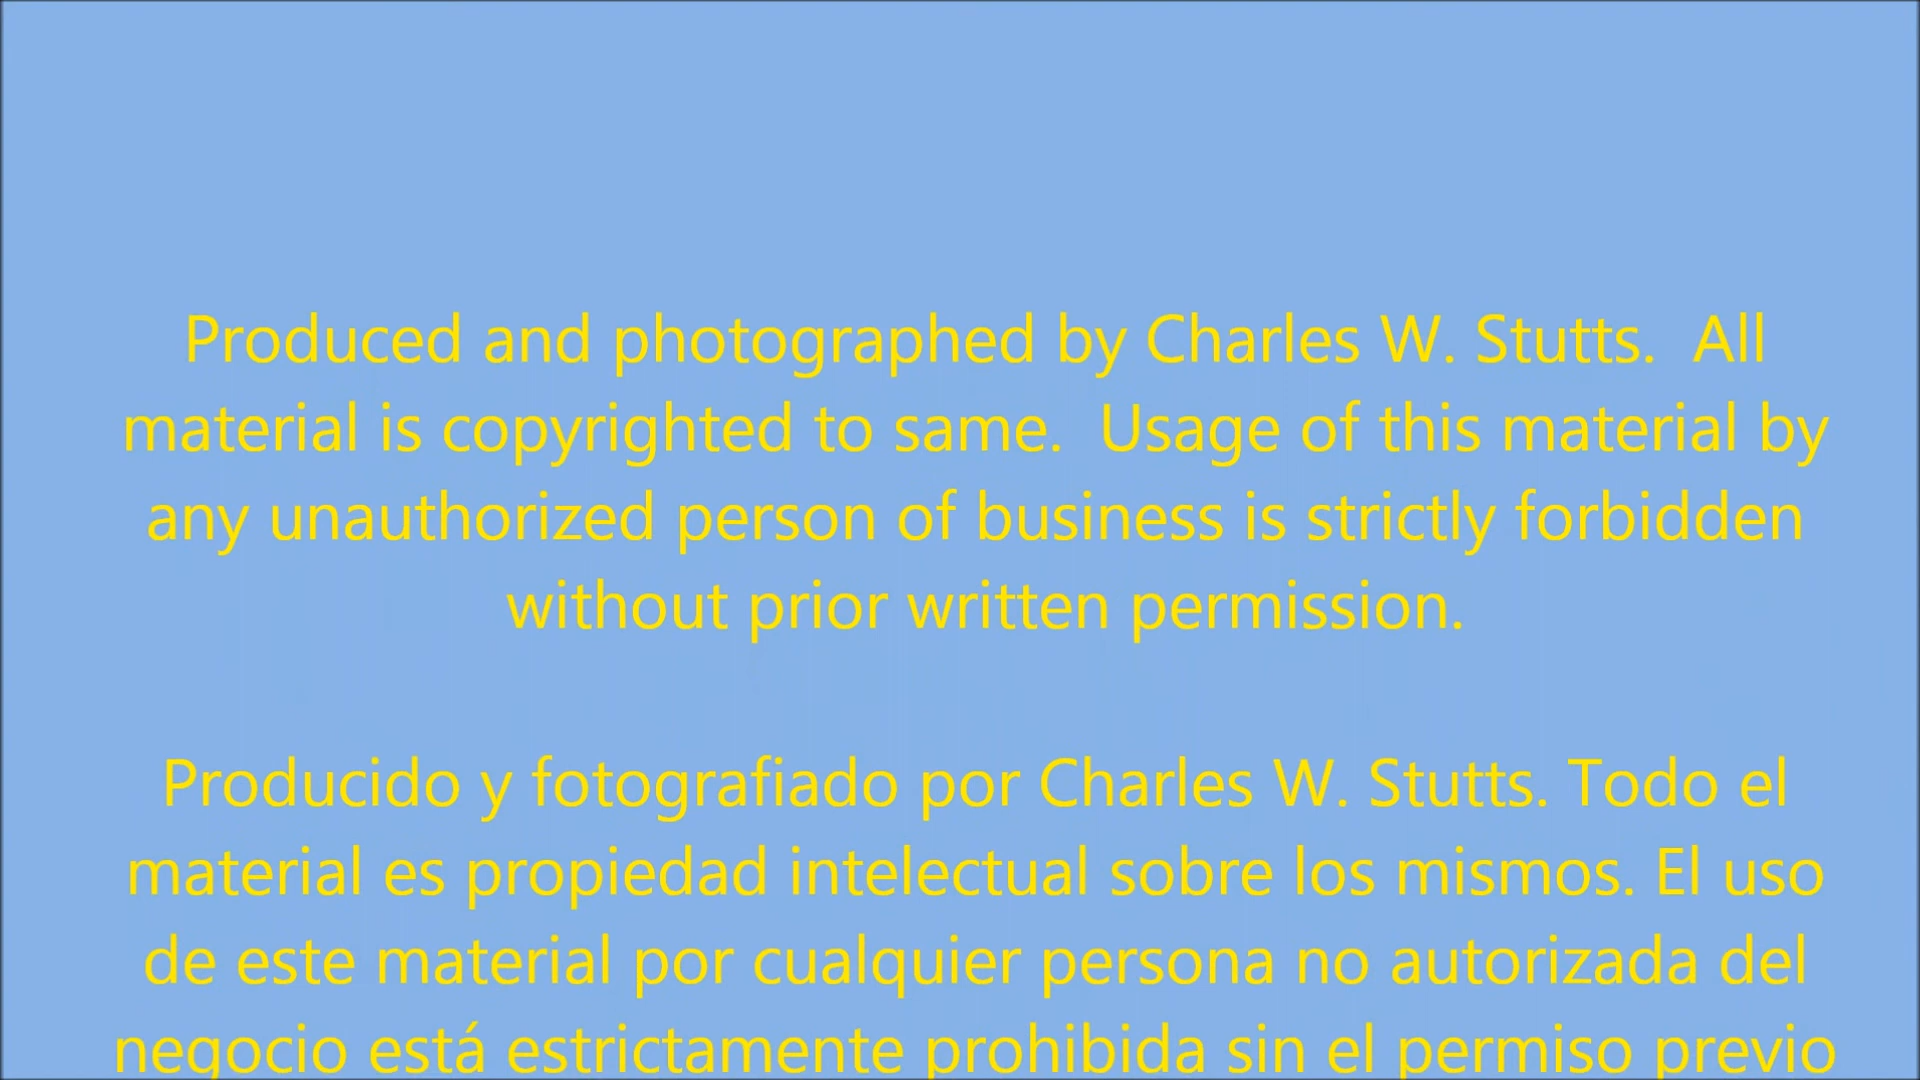 Produced and photographed by Charles W. Stutts.  All
material is copyrighted to same.  Usage of this material by
any unauthorized person of business is strictly forbidden
without prior written permission.
Producido y fotografiado por Charles W. Stutts. Todo el
material es propiedad intelectual sobre los mismos. El uso
de este material por cualquier persona no autorizada del
negocio está estrictamente prohibida sin el permiso previo